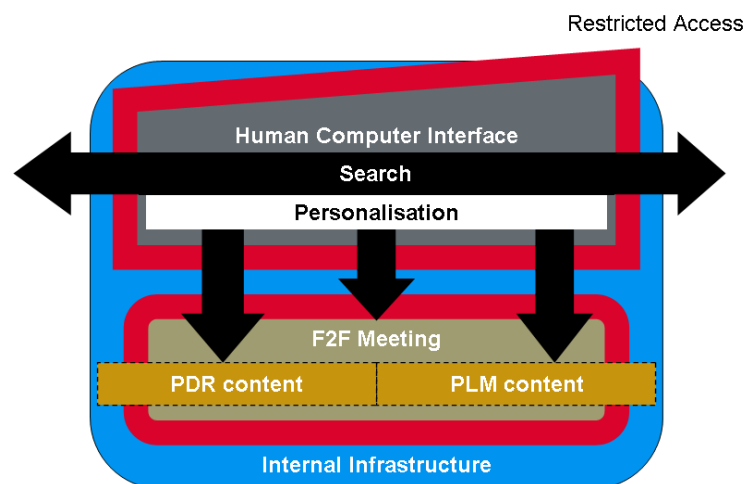 Restricted Access
Human Computer Interface
Search
Personalisation
F2F Meeting
PDR content
PLM content
Internal Infrastructure